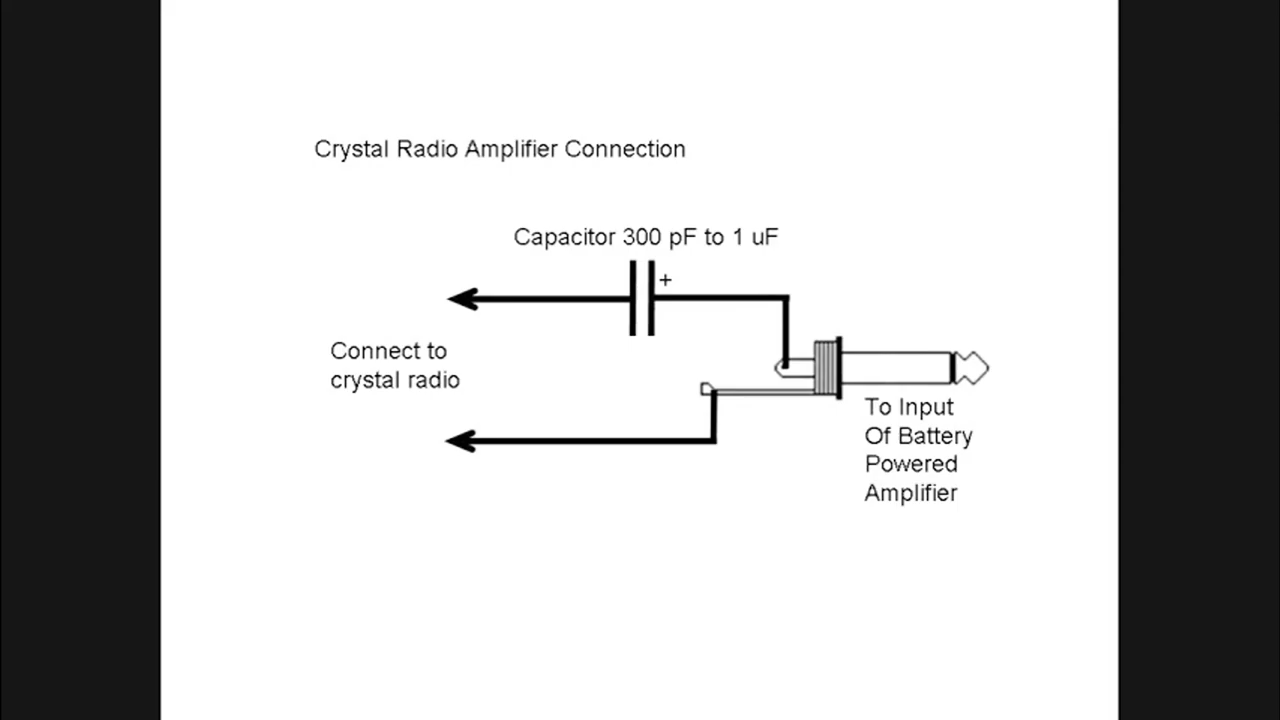 Crystal Radio Amplifier Connection
Capacitor 300 pF to 1 uF
+
Connect to
crystal radio
To Input
Of Battery
Powered
Amplifier